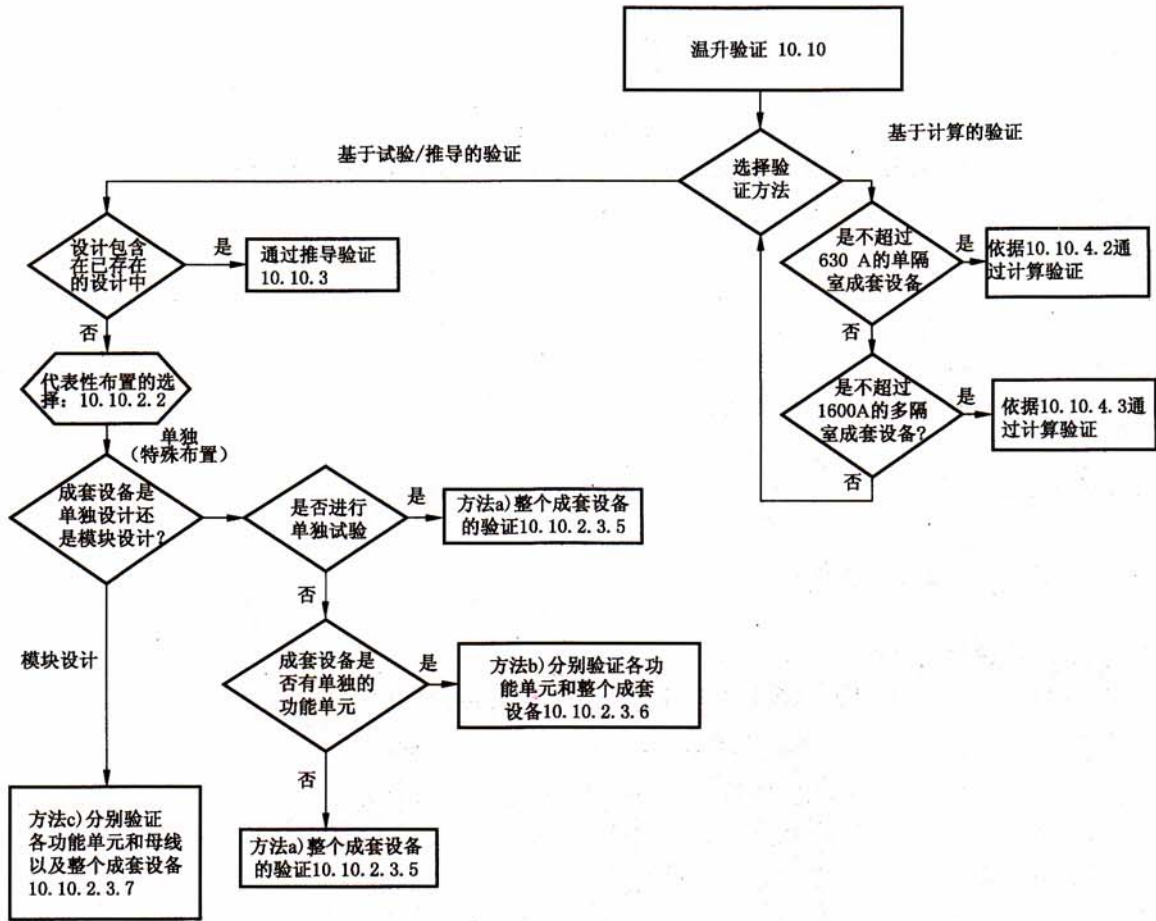 温升验证 10.10
基于计算的验证
基于试验/推导的验证
选择验
证方法
设计包含
在已存在
的设计中
是
通过推导验证
10.10.3
是不超过
630 A的单隔
室成套设备
是
依据10.10.4.2通
过计算验证
否
否
代表性布置的选
择：10.10.2.2
是不超过
1600A的多隔
室成套设备?
是
依据10.10.4.3通
过计算验证
单独
（特殊布置）
否
成套设备是
单独设计还
是模块设计?
是否进行
单独试验
是
方法a)整个成套设备
的验证10.10.2.3.5
否
模块设计
成套设备是
否有单独的
功能单元
是
方法b)分别验证各功
能单元和整个成套
设备10.10.2.3.6
否
方法c)分别验证
各功能单元和母线
以及整个成套设备
10.10.2.3.7
方法a)整个成套设备
的验证10.10.2.3.5